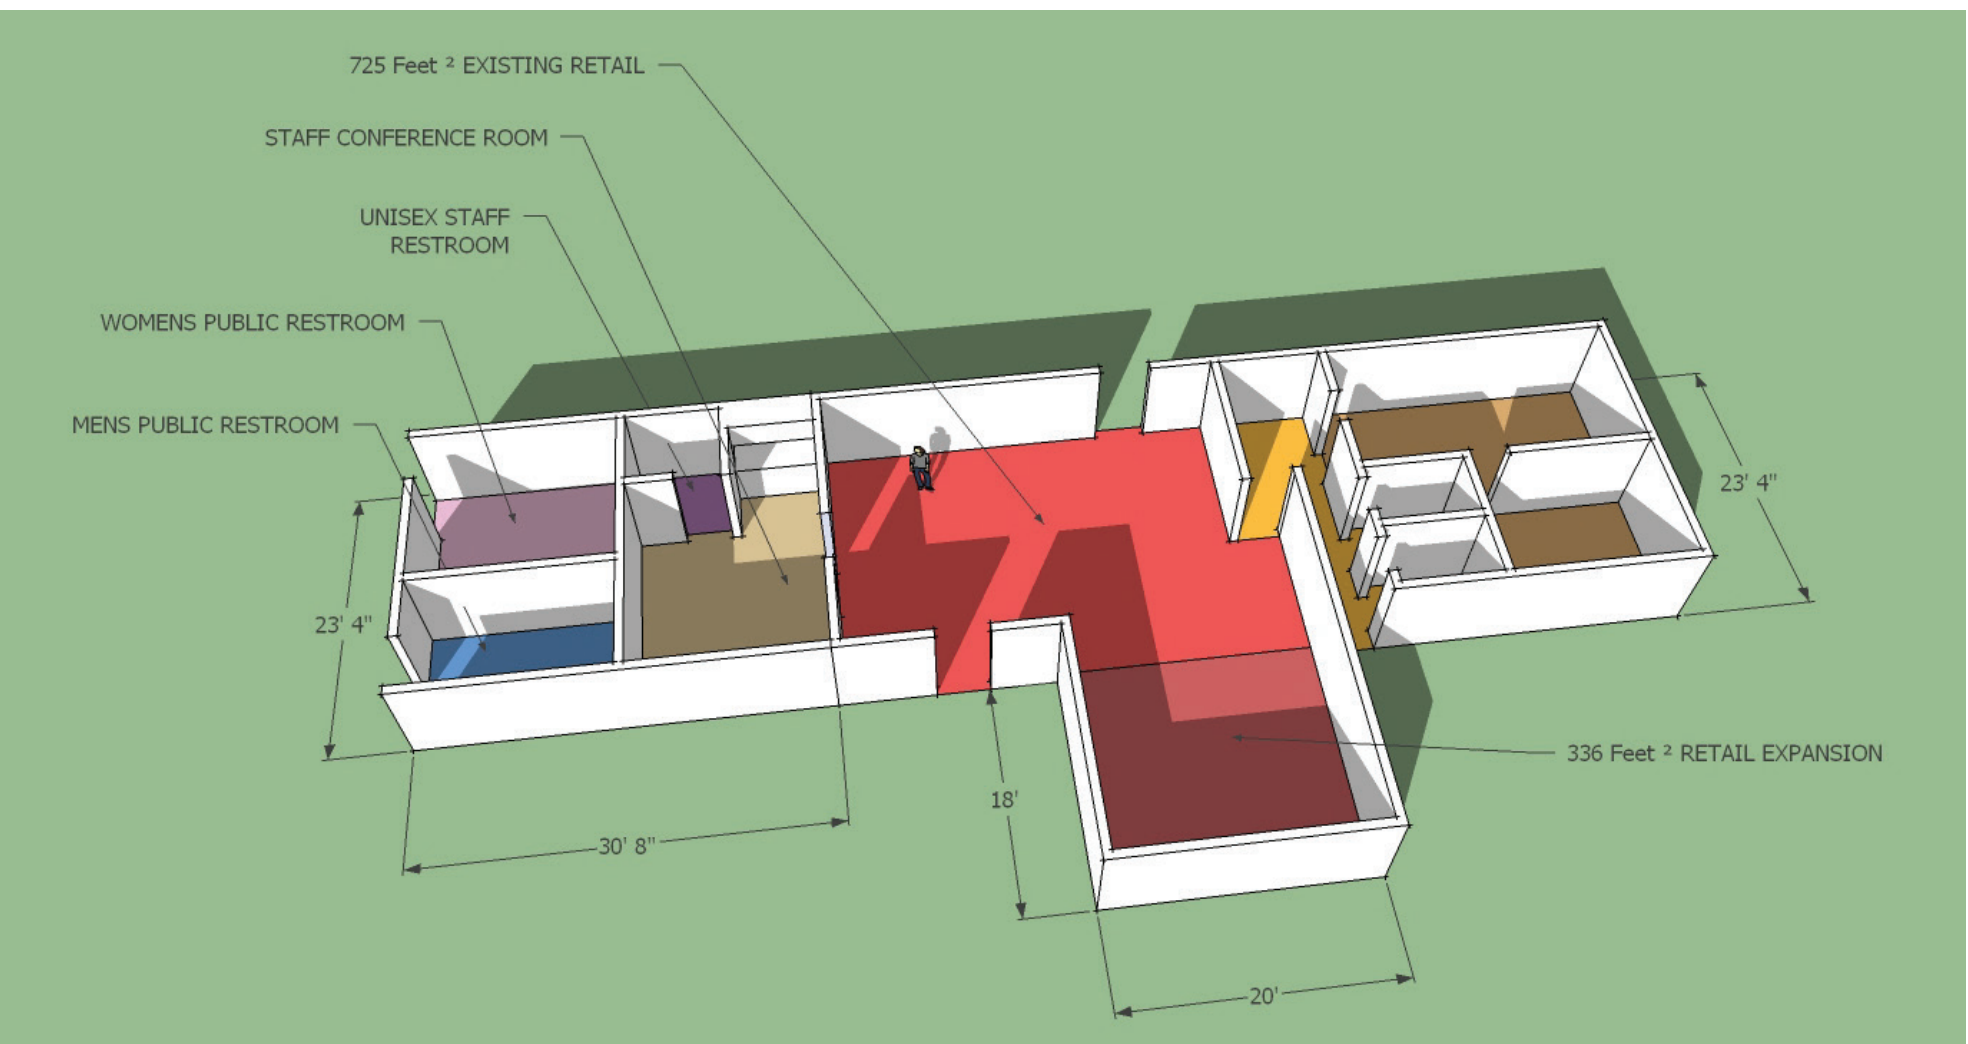 725 Feet ² EXISTING RETAIL
STAFF CONFERENCE ROOM
UNISEX STAFF
RESTROOM
WOMENS PUBLIC RESTROOM
MENS PUBLIC RESTROOM
23' 4"
23' 4"
336 Feet ² RETAIL EXPANSION
18'
30' 8"
20'